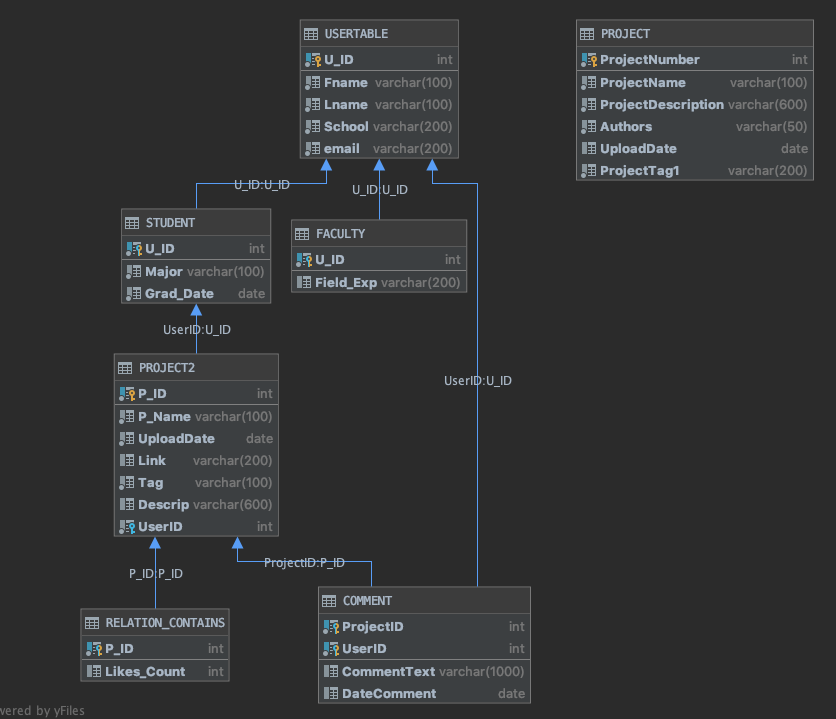 USERTABLE
U_ID int
Fname varchar(100)
Lname varchar(100)
School varchar(200)
email varchar(200)
PROJECT
ProjectNumber int
ProjectName varchar(100)
ProjectDescription varchar(600)
Authors varchar(50)
UploadDate date
ProjectTag1 varchar(200)
U_ID:U_ID
U_ID:U_ID
STUDENT
U_ID int
Major varchar(100)
Grad_Date date
FACULTY
U_ID int
Field_Exp varchar(200)
UserID:U_ID
UserID:U_ID
PROJECT2
P_ID int
P_Name varchar(100)
UploadDate date
Link varchar(200)
Tag varchar(100)
Descrip varchar(600)
UserID int
P_ID:P_ID
ProjectID:P_ID
RELATION_CONTAINS
P_ID int
Likes_Count int
COMMENT
ProjectID int
UserID int
CommentText varchar(1000)
DateComment date
wered by yFiles